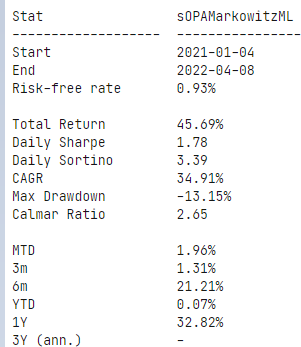 Stat sOPAMarkowitzML
------------------- ----------------
Start 2021-01-04
End 2022-04-08
Risk-free rate 0.93%
Total Return 45.69%
Daily Sharpe 1.78
Daily Sortino 3.39
CAGR 34.91%
Max Drawdown -13.15%
Calmar Ratio 2.65
MTD 1.96%
3m 1.31%
6m 21.21%
YTD 0.07%
1Y 32.82%
3Y (ann.) -